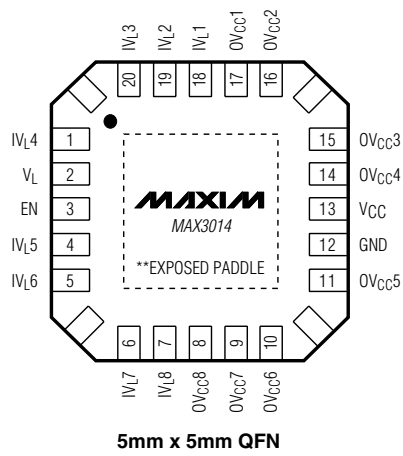 IVL3 IVL2 IVL1 OVCC1 OVCC2
20 19 18 17 16
IVL4 1 15 OVCC3
VL 2 14 OVCC4
EN 3 13 VCC
IVL5 4 12 GND
IVL6 5 11 OVCC5
MAXIM
MAX3014
**EXPOSED PADDLE
6 7 8 9 10
IVL7 IVL8 OVCC8 OVCC7 OVCC6
5mm x 5mm QFN